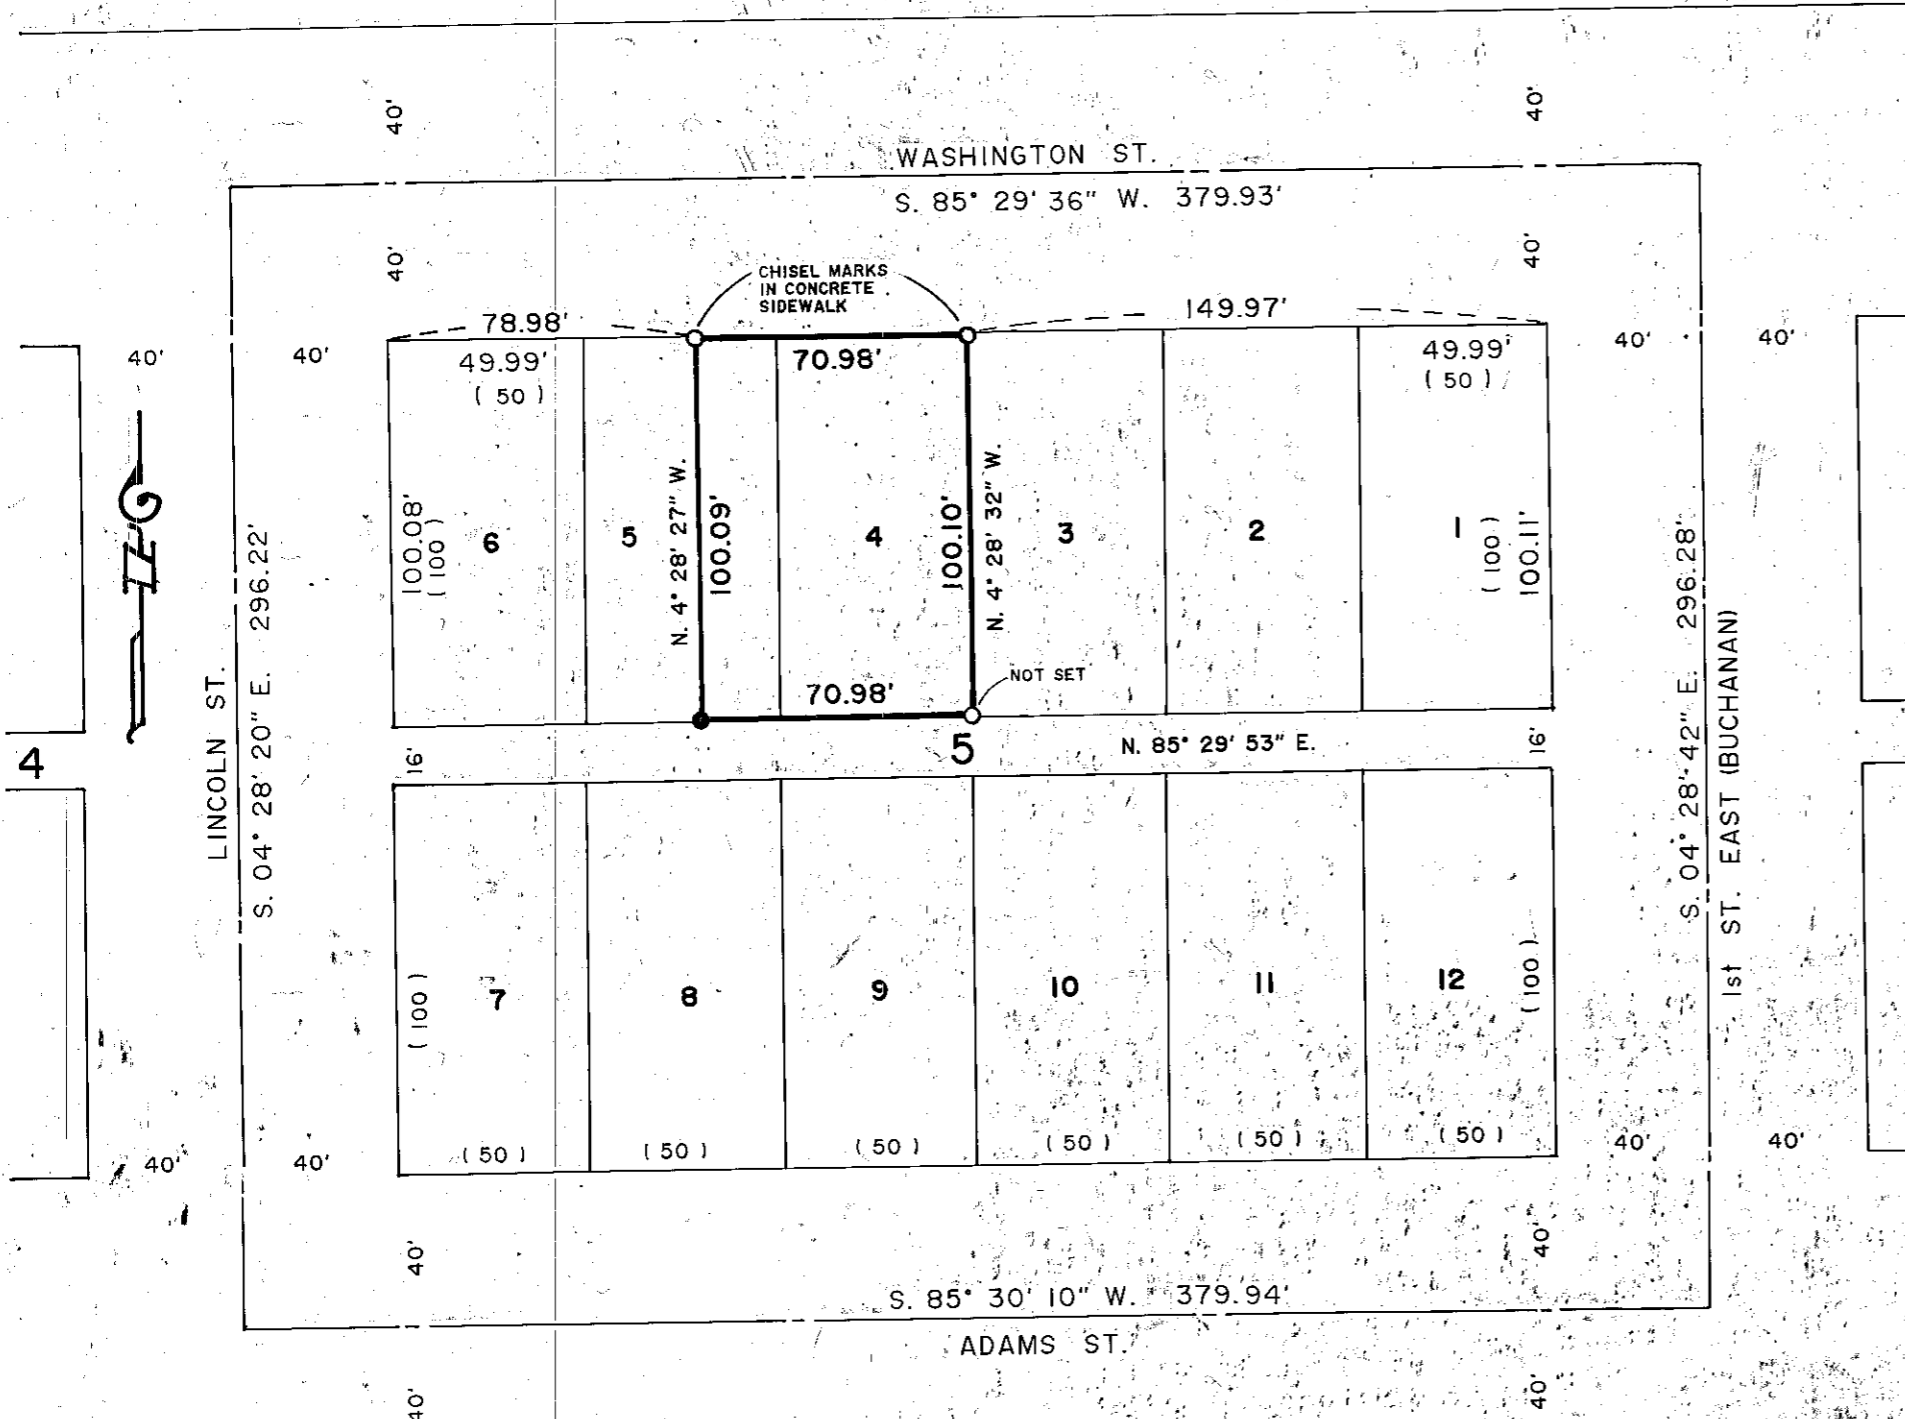 40'
40'
WASHINGTON ST.
S. 85° 29' 36" W. 379.93'
40'
40'
CHISEL MARKS
IN CONCRETE
SIDEWALK
78.98'
149.97'
40'
40'
49.99'
( 50 )
70.98'
49.99'
( 50 )
40'
40'
100.08'
( 100 )
6
5
N. 4° 28' 27" W.
100.09'
4
100.10'
N. 4° 28' 32" W.
3
2
1
( 100 )
100.11'
LINCOLN ST.
S. 04° 28' 20" E. 296.22'
S. 04° 28' 42" E. 296.28'
1st ST. EAST (BUCHANAN)
70.98'
NOT SET
4
16'
5
N. 85° 29' 53" E.
16'
( 100 )
7
8
9
10
11
12
( 100 )
40'
40'
( 50 )
( 50 )
( 50 )
( 50 )
( 50 )
( 50 )
40'
40'
40'
40'
S. 85° 30' 10" W. 379.94'
ADAMS ST.
40'
40'